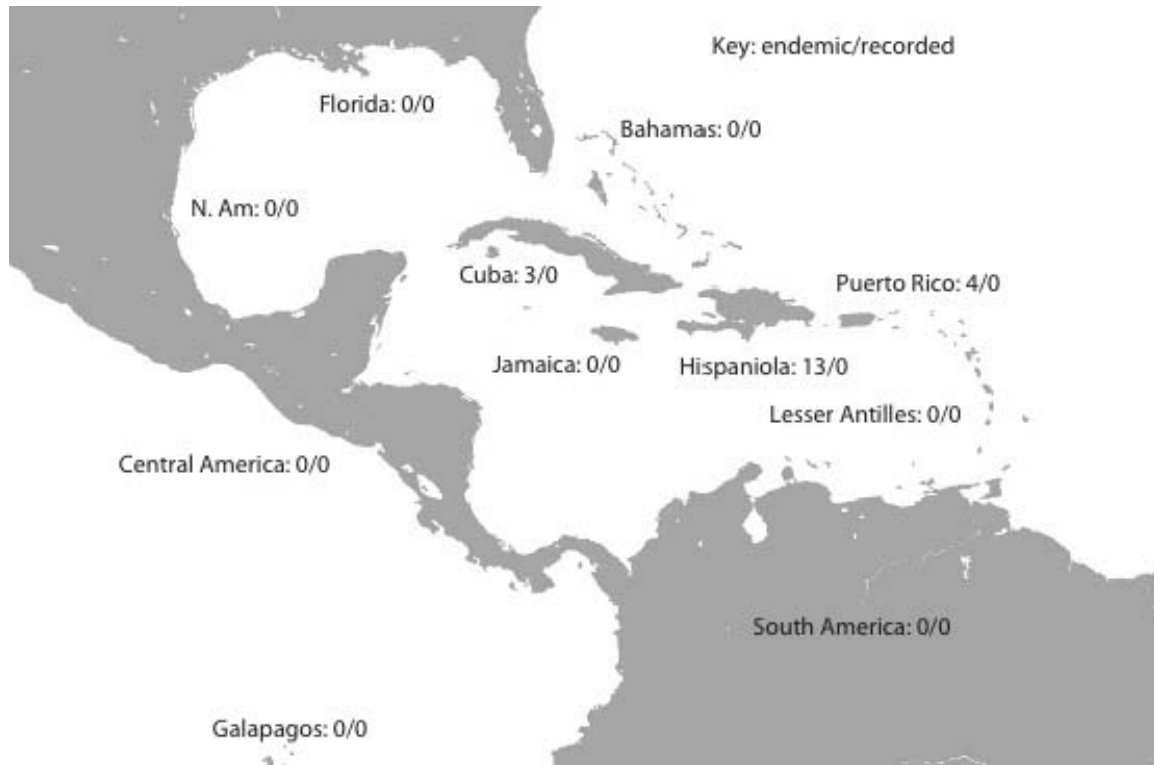 Key: endemic/recorded
Florida: 0/0
Bahamas: 0/0
N. Am: 0/0
Cuba: 3/0
Puerto Rico: 4/0
Jamaica: 0/0
Hispaniola: 13/0
Lesser Antilles: 0/0
Central America: 0/0
South America: 0/0
Galapagos: 0/0